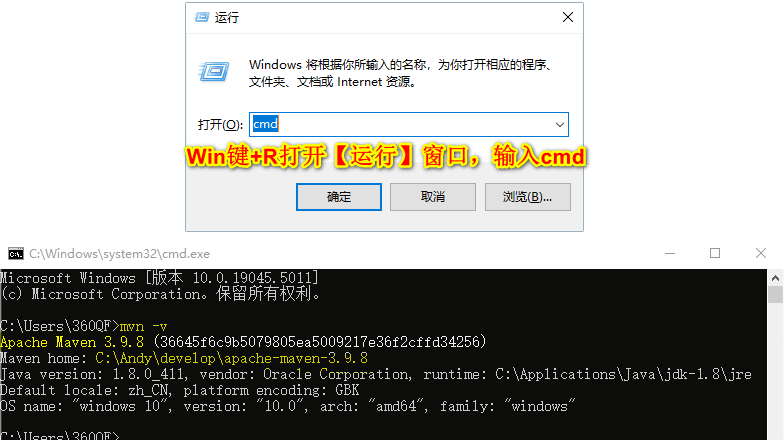 运行
Windows 将根据你所输入的名称，为你打开相应的程序、
文件夹、文档或 Internet 资源。
打开(O): cmd
Win键+R打开【运行】窗口，输入cmd
确定 取消 浏览(B)...
C:\Windows\system32\cmd.exe
Microsoft Windows [版本 10.0.19045.5011]
(c) Microsoft Corporation。保留所有权利。
C:\Users\360QF>mvn -v
Apache Maven 3.9.8 (36645f6c9b5079805ea5009217e36f2cffd34256)
Maven home: C:\Andy\develop\apache-maven-3.9.8
Java version: 1.8.0_411, vendor: Oracle Corporation, runtime: C:\Applications\Java\jdk-1.8\jre
Default locale: zh_CN, platform encoding: GBK
OS name: "windows 10", version: "10.0", arch: "amd64", family: "windows"
C:\Users\360QF>